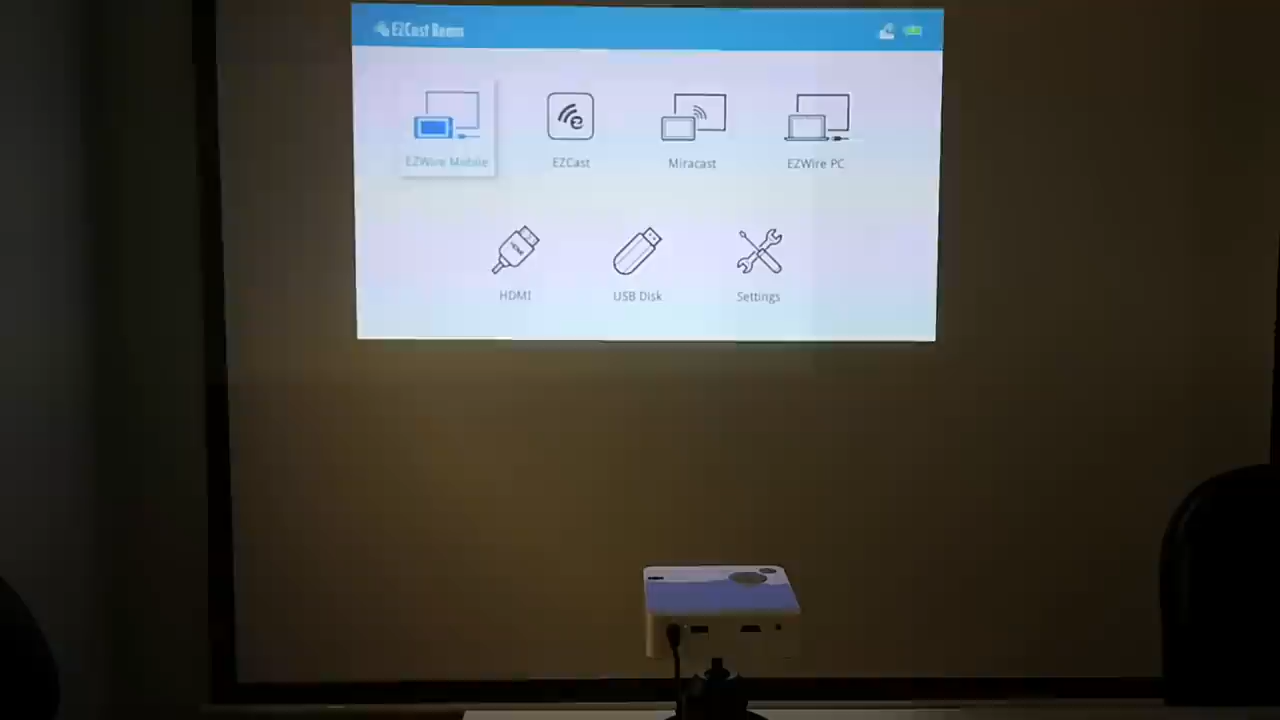 EZCast Beam
EZWire Mobile
EZCast
Miracast
EZWire PC
HDMI
USB Disk
Settings